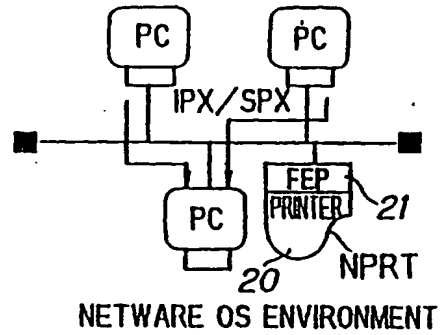 PC
PC
IPX/SPX
FEP
21
PRINTER
PC
20
NPRT
NETWARE OS ENVIRONMENT